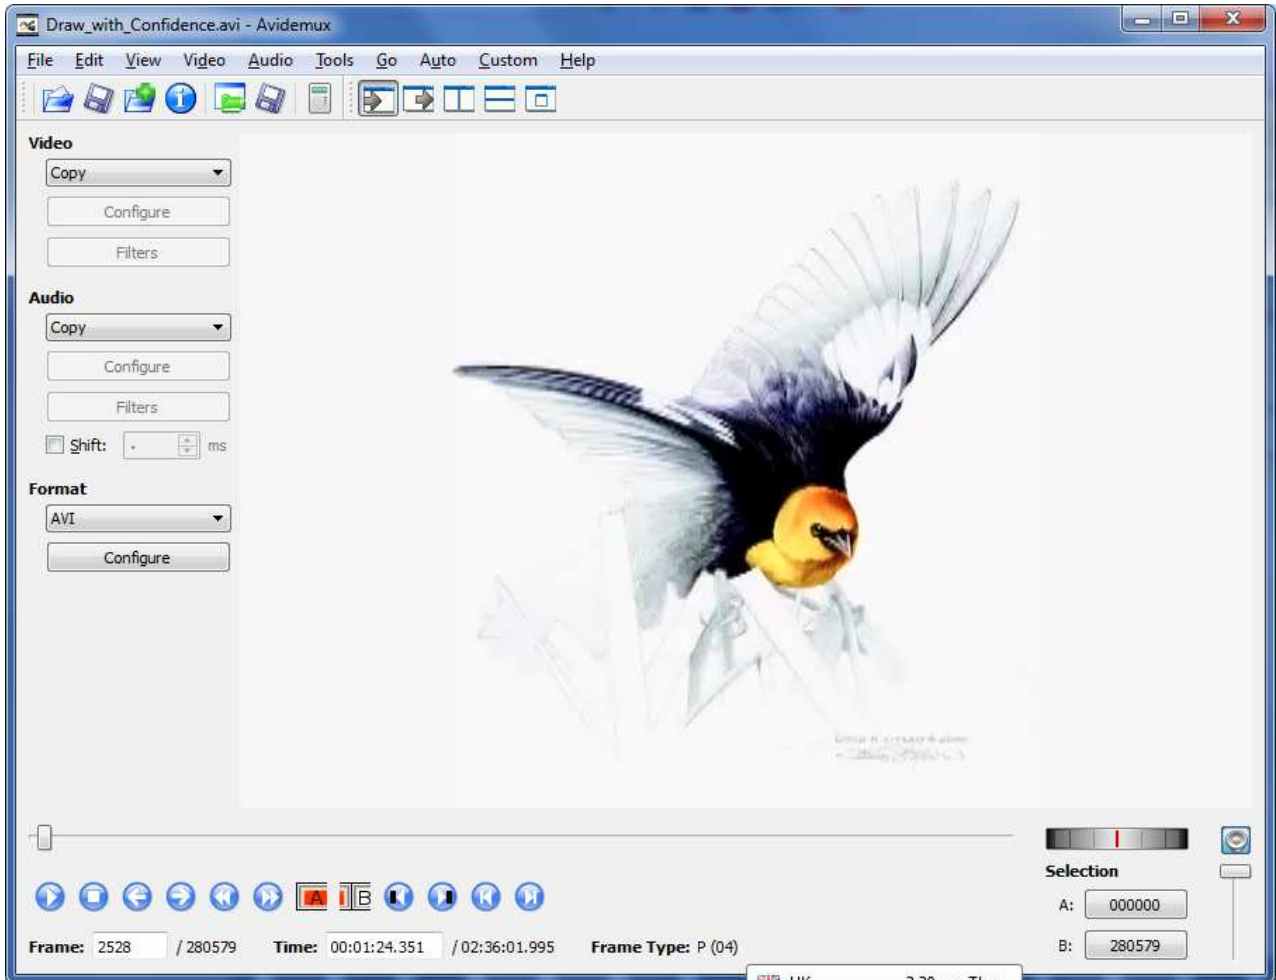 Draw_with_Confidence.avi - Avidemux
File Edit View Video Audio Tools Go Auto Custom Help
Video
Copy
Configure
Filters
Audio
Copy
Configure
Filters
Shift: ms
Format
AVI
Configure
A B
Selection
A: 000000
B: 280579
Frame: 2528 / 280579 Time: 00:01:24.351 / 02:36:01.995 Frame Type: P (04)